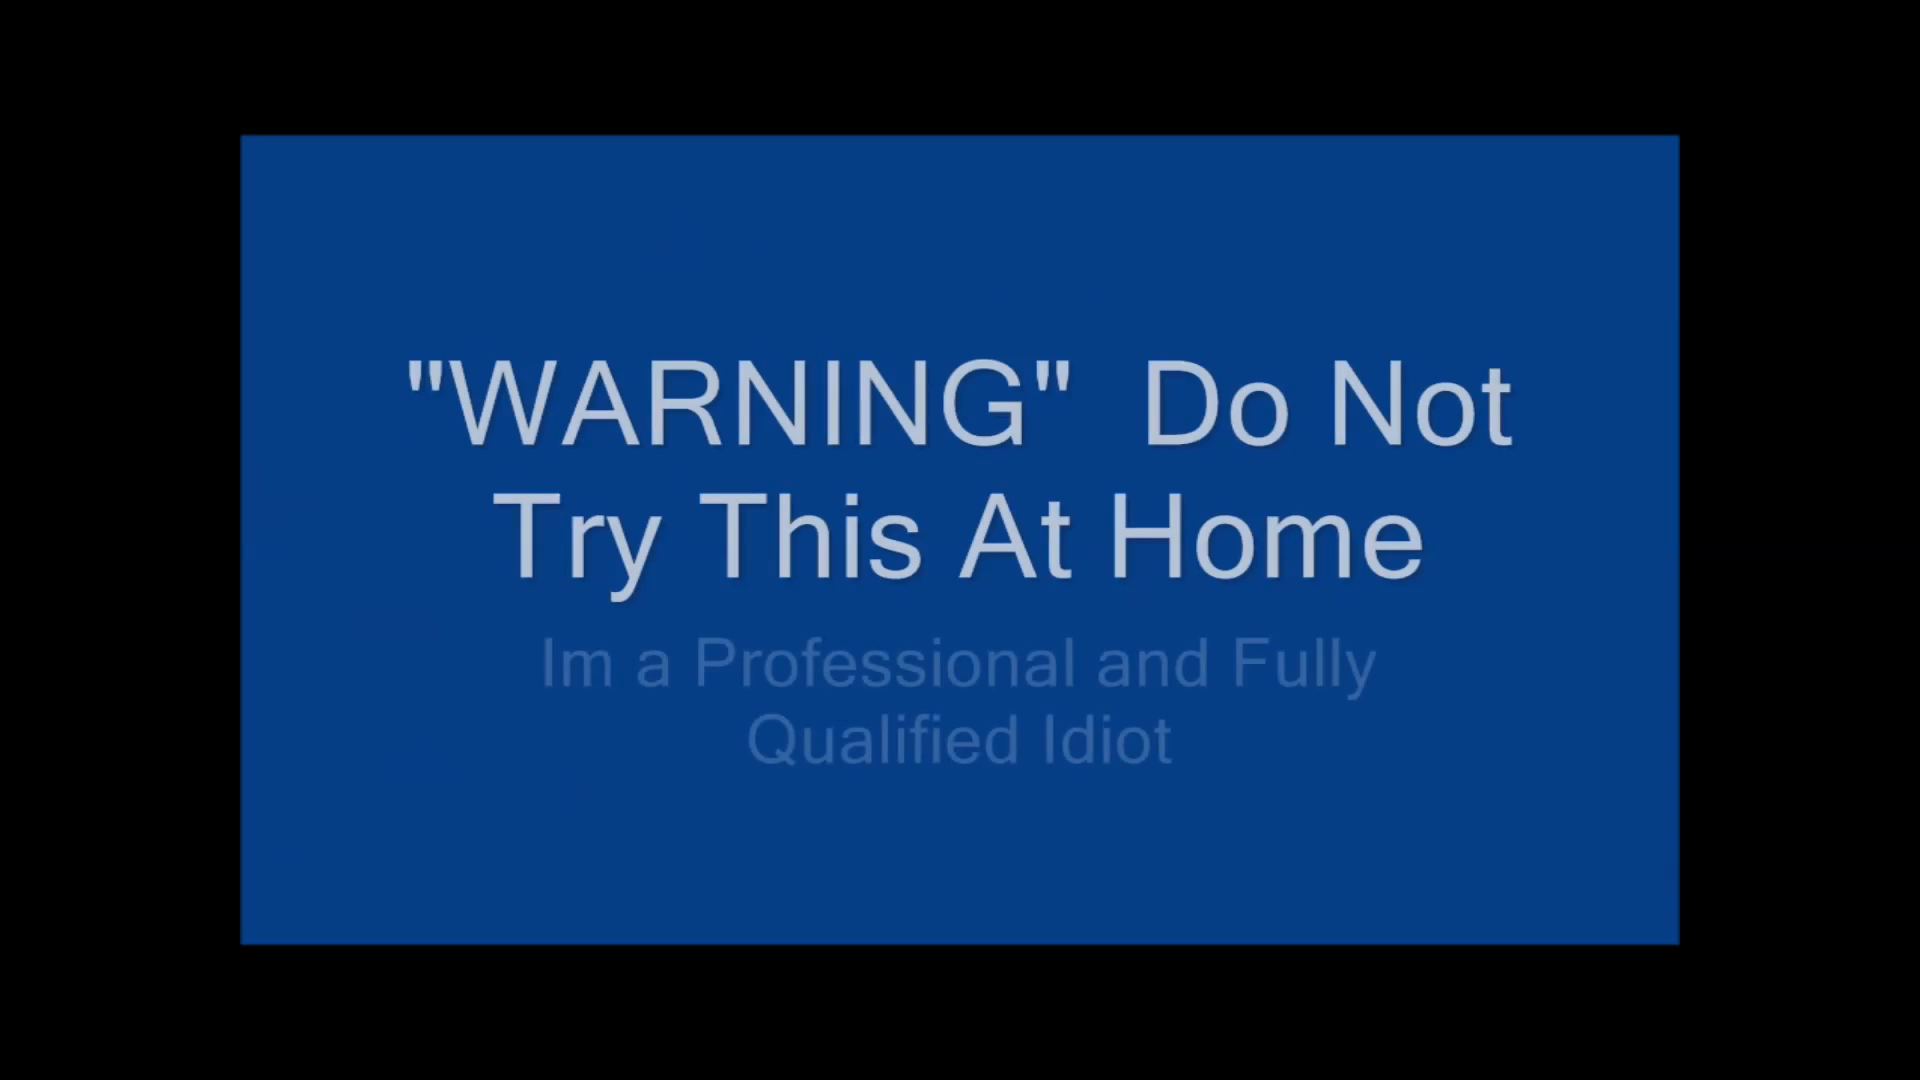 "WARNING"  Do Not
Try This At Home
Im a Professional and Fully
Qualified Idiot